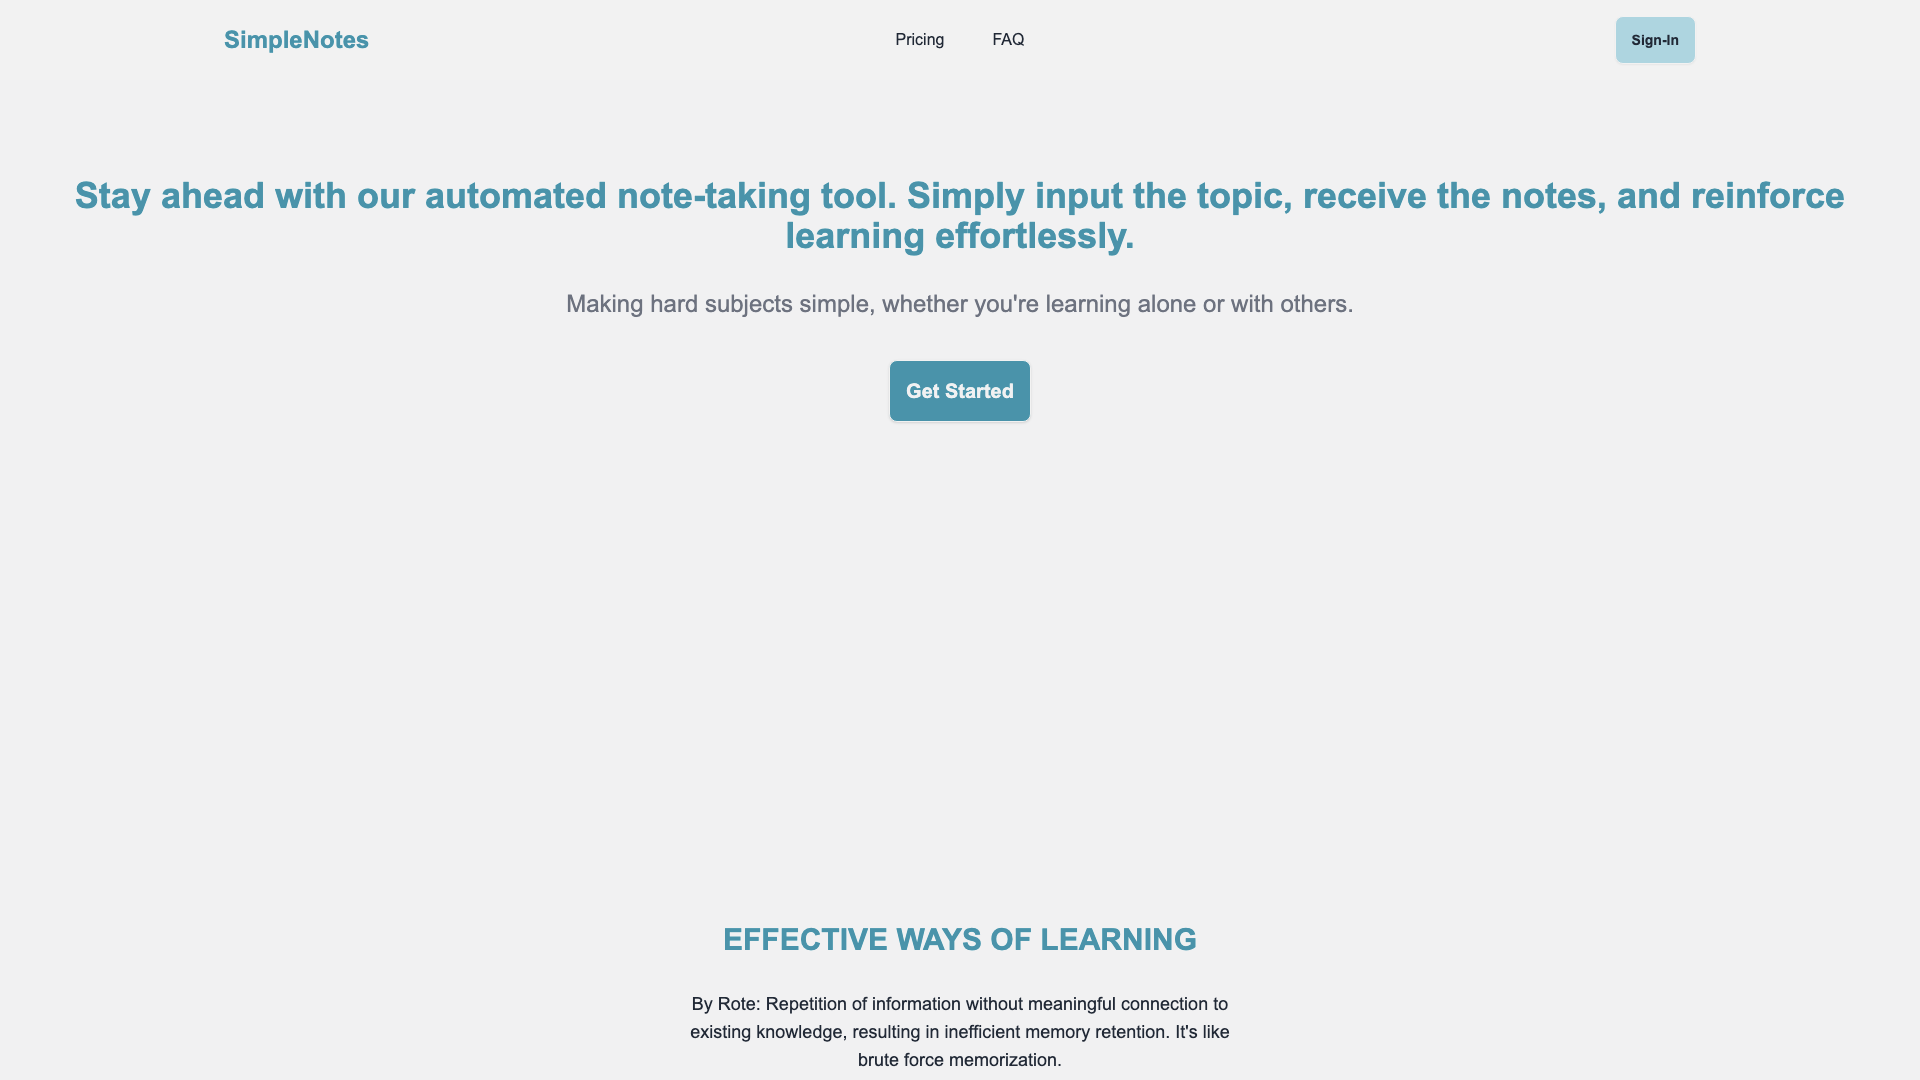 SimpleNotes
Pricing
FAQ
Sign-In
Stay ahead with our automated note-taking tool. Simply input the topic, receive the notes, and reinforce
learning effortlessly.
Making hard subjects simple, whether you're learning alone or with others.
Get Started
EFFECTIVE WAYS OF LEARNING
By Rote: Repetition of information without meaningful connection to
existing knowledge, resulting in inefficient memory retention. It's like
brute force memorization.